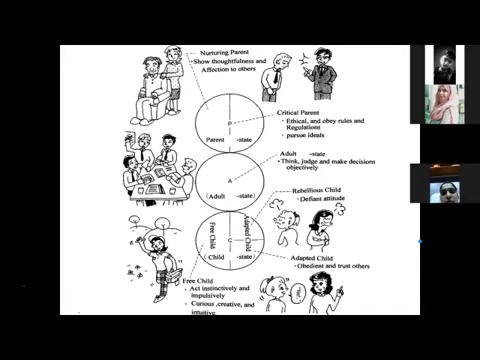 Nurturing Parent
· Show thoughtfulness and
Affection to others
P
Parent -state
Critical Parent
· Ethical, and obey rules and
Regulations
· pursue ideals
Adult -state
· Think, judge and make decisions
objectively
A
(Adult -state)
Rebellious Child
· Defiant attitude
Free Child
Adapted Child
C
(Child -state)
Adapted Child
· Obedient and trust others
Free Child
· Act instinctively and
impulsively
· Curious, creative, and
intuitive.